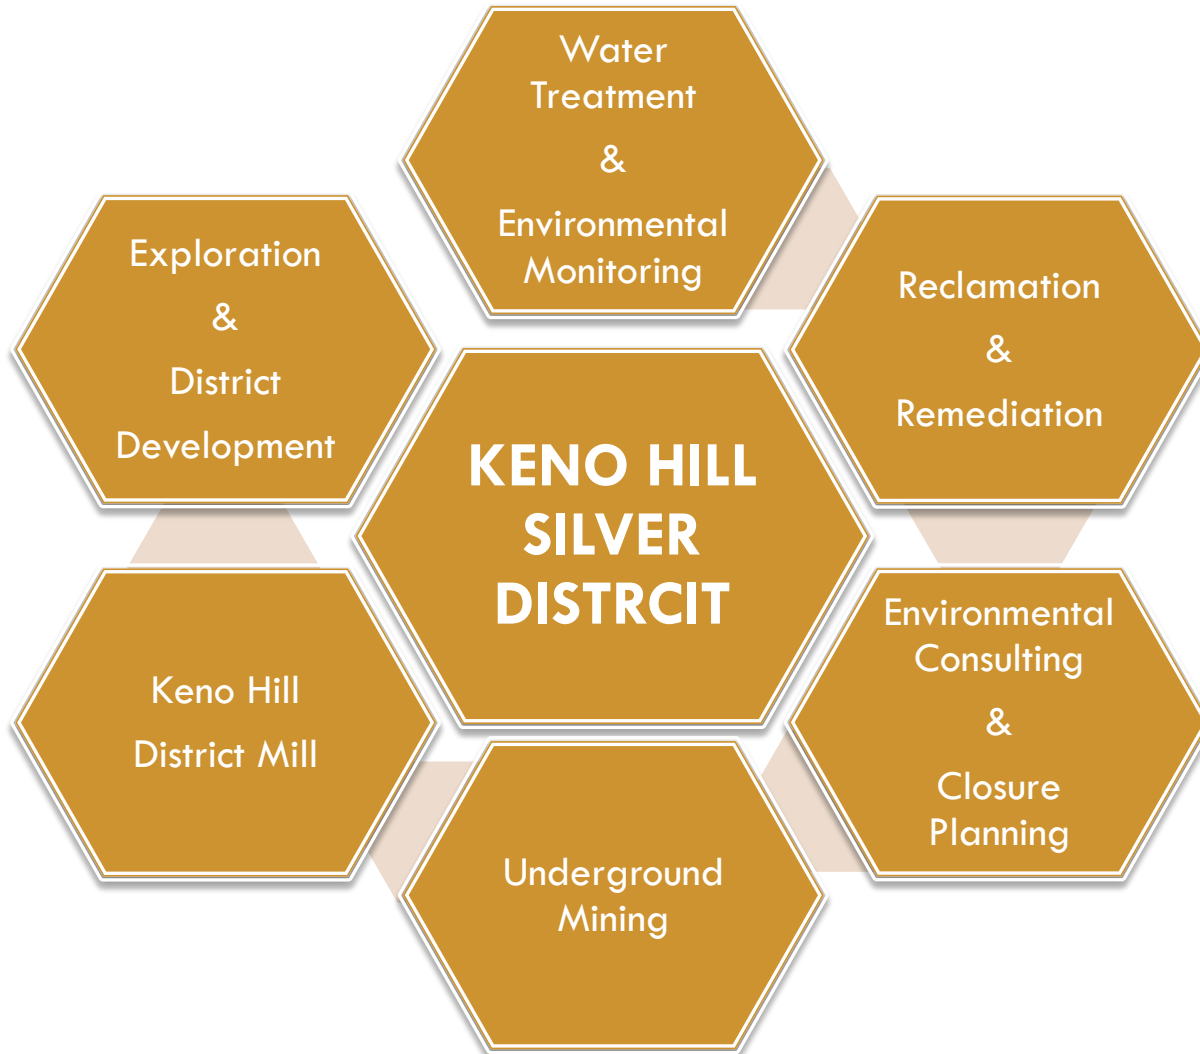 Water
Treatment
&
Environmental
Monitoring
Exploration
&
District
Development
Reclamation
&
Remediation
KENO HILL
SILVER
DISTRCIT
Keno Hill
District Mill
Environmental
Consulting
&
Closure
Planning
Underground
Mining